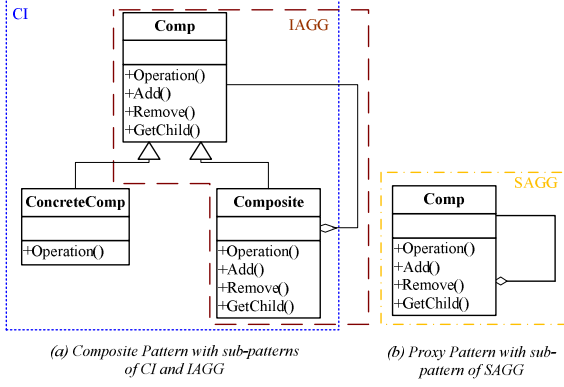 CI
IAGG
Comp
+Operation()
+Add()
+Remove()
+GetChild()
ConcreteComp
+Operation()
Composite
+Operation()
+Add()
+Remove()
+GetChild()
SAGG
Comp
+Operation()
+Add()
+Remove()
+GetChild()
(a) Composite Pattern with sub-patterns
of CI and IAGG
(b) Proxy Pattern with sub-
pattern of SAGG